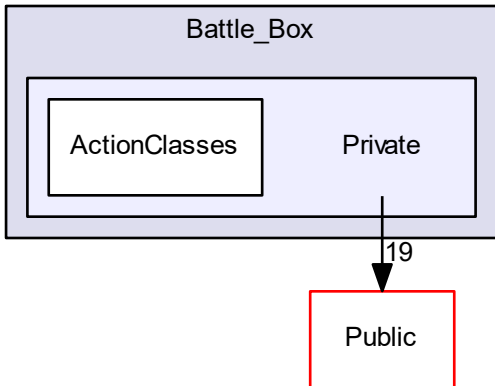 Battle_Box
ActionClasses
Private
19
Public